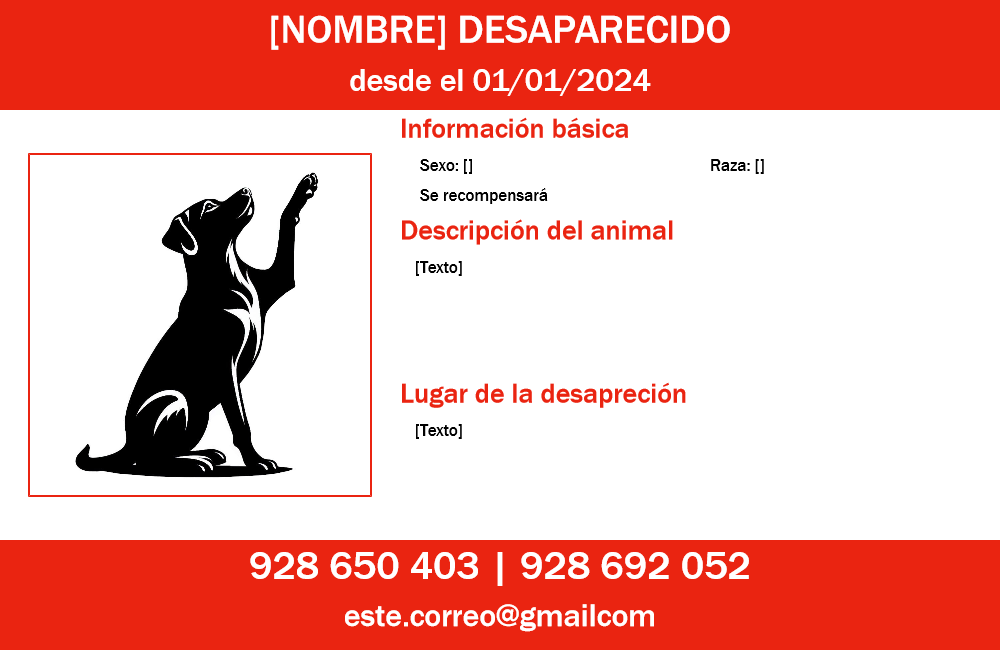 [NOMBRE] DESAPARECIDO
desde el 01/01/2024
Información básica
Sexo: [] Raza: []
Se recompensará
Descripción del animal
[Texto]
Lugar de la desapreción
[Texto]
928 650 403 | 928 692 052
este.correo@gmailcom